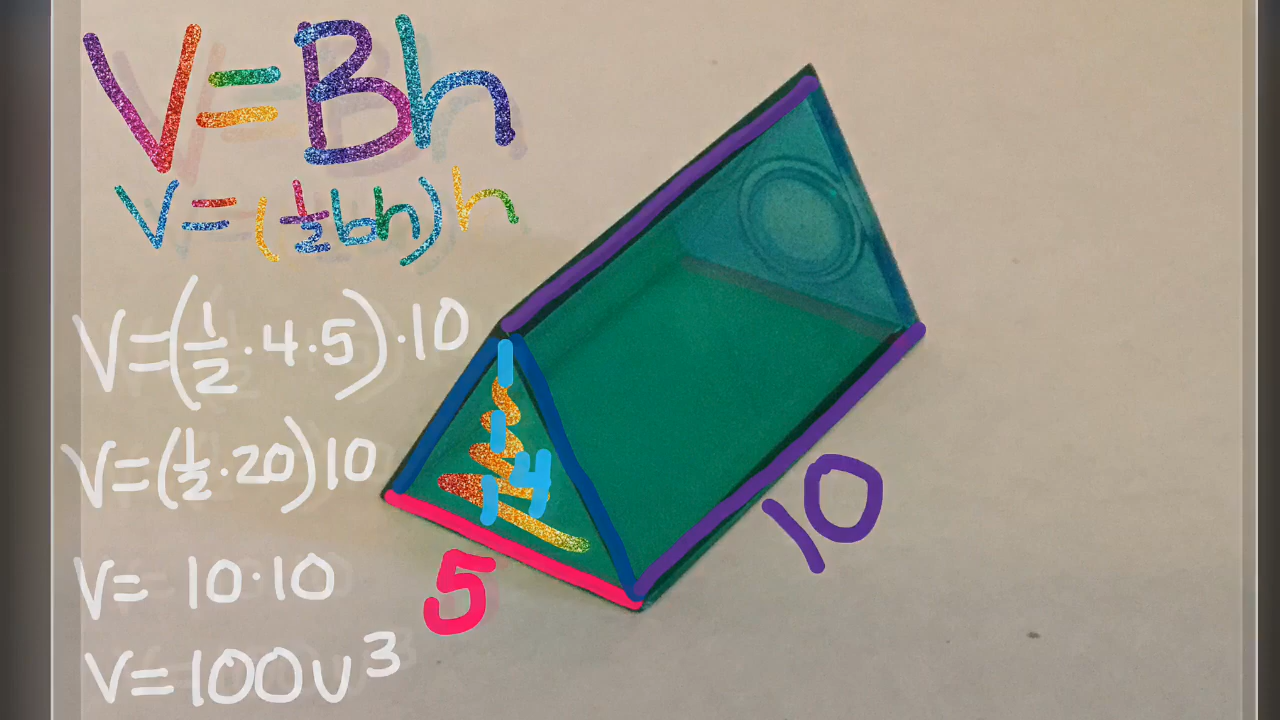 V=Bh
V=(1/2bh)h
V=(1/2·4·5)·10
V=(1/2·20)10
V= 10·10
V=100u³
4
10
5